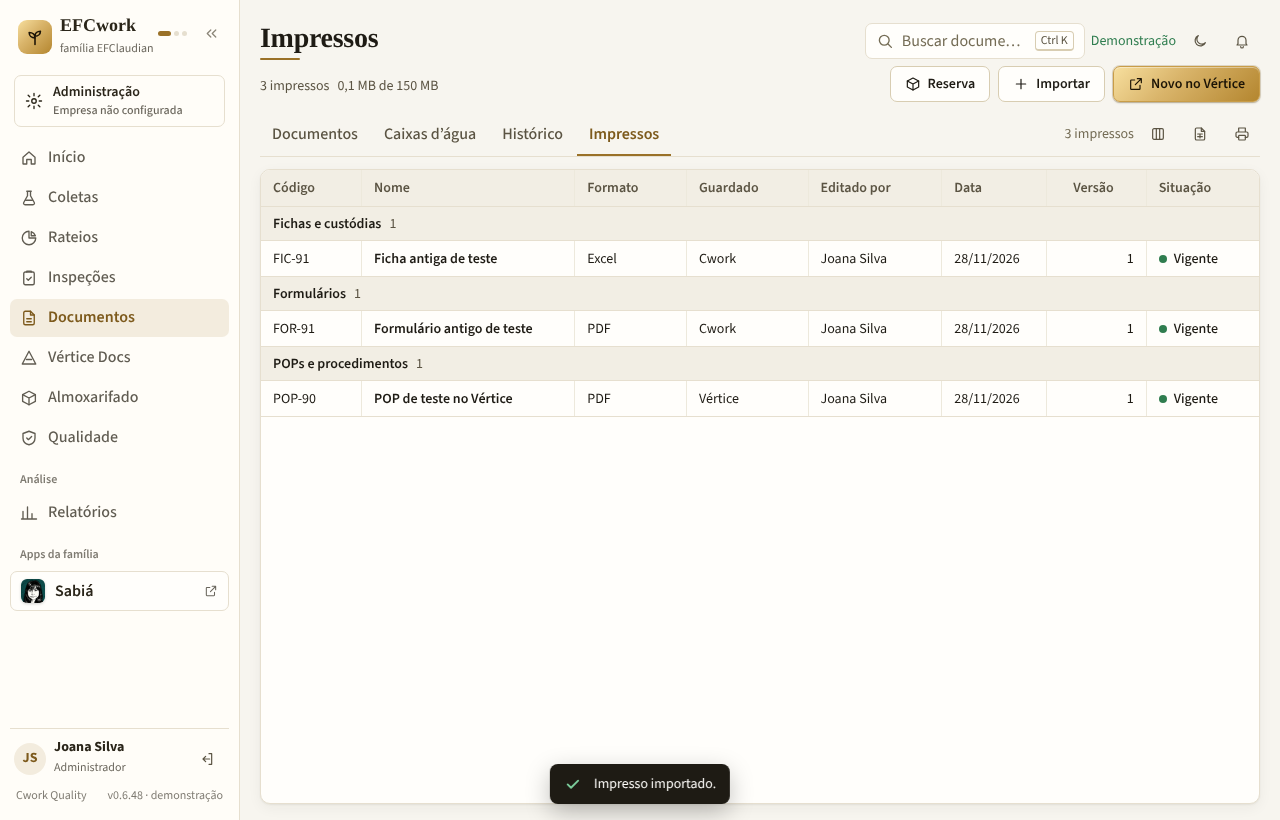 EFCwork
família EFClaudian
Administração
Empresa não configurada
Início
Coletas
Rateios
Inspeções
Documentos
Vértice Docs
Almoxarifado
Qualidade
Análise
Relatórios
Apps da família
Sabiá
JS
Joana Silva
Administrador
Cwork Quality v0.6.48 · demonstração
Impressos
Buscar docume… Ctrl K Demonstração
3 impressos 0,1 MB de 150 MB
Reserva Importar Novo no Vértice
Documentos Caixas d’água Histórico Impressos 3 impressos
Código Nome Formato Guardado Editado por Data Versão Situação
Fichas e custódias 1
FIC-91 Ficha antiga de teste Excel Cwork Joana Silva 28/11/2026 1 Vigente
Formulários 1
FOR-91 Formulário antigo de teste PDF Cwork Joana Silva 28/11/2026 1 Vigente
POPs e procedimentos 1
POP-90 POP de teste no Vértice PDF Vértice Joana Silva 28/11/2026 1 Vigente
Impresso importado.